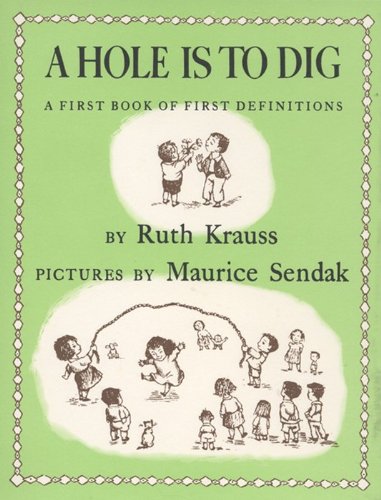 A HOLE IS TO DIG
A FIRST BOOK OF FIRST DEFINITIONS
BY Ruth Krauss
PICTURES BY Maurice Sendak